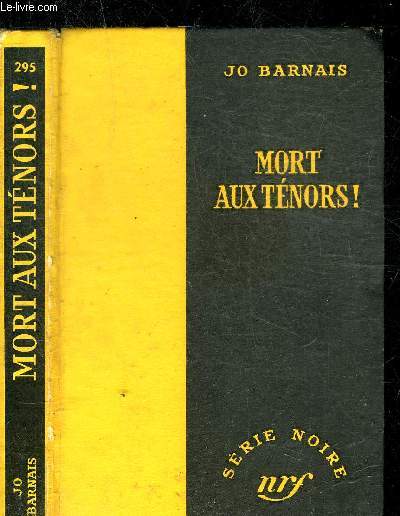 Le-livre.com
295
MORT AUX TÉNORS !
JO
BARNAIS
JO BARNAIS
MORT
AUX TÉNORS !
SÉRIE NOIRE
nrf